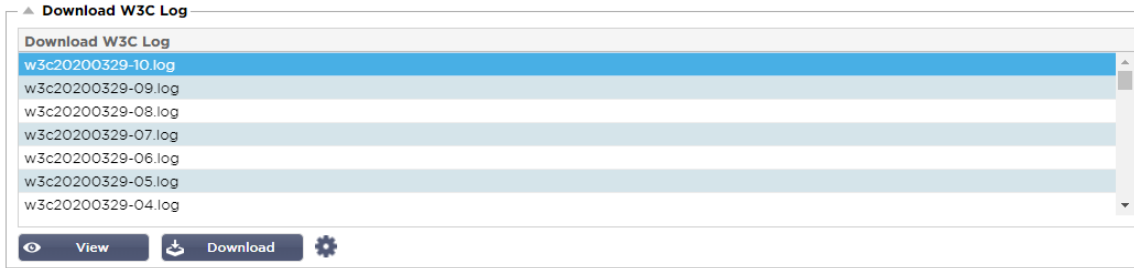 Download W3C Log
Download W3C Log
w3c20200329-10.log
w3c20200329-09.log
w3c20200329-08.log
w3c20200329-07.log
w3c20200329-06.log
w3c20200329-05.log
w3c20200329-04.log
View Download